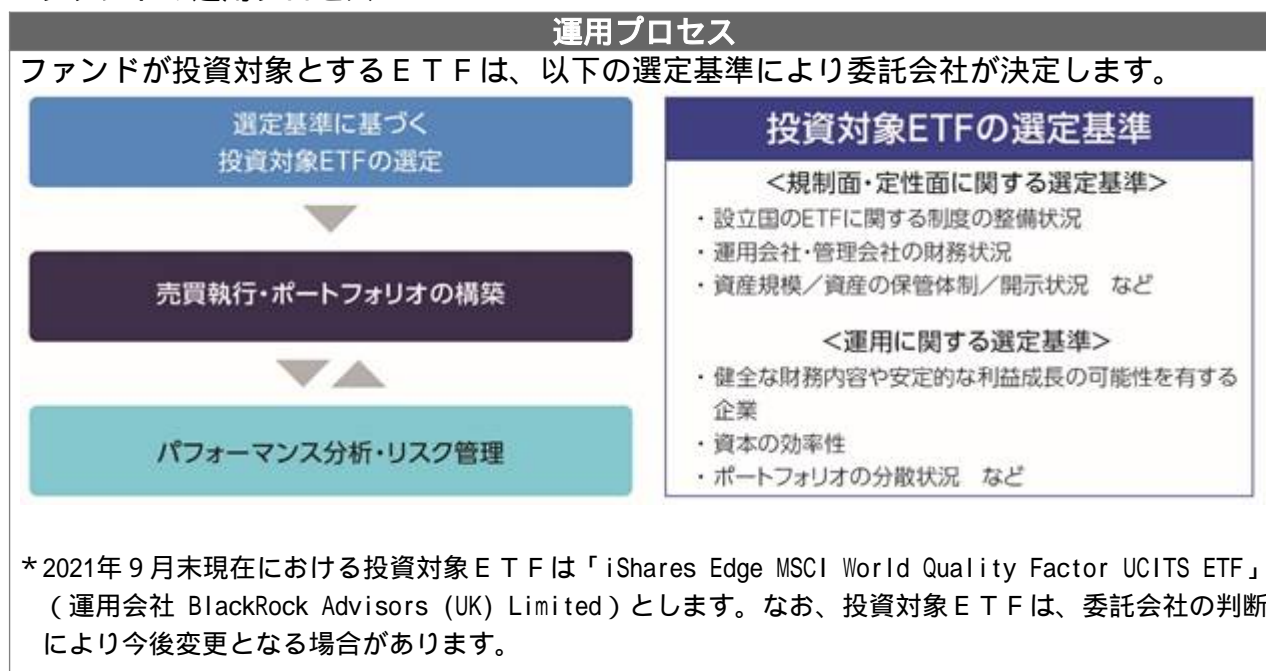 運用プロセス
ファンドが投資対象とするＥＴＦは、以下の選定基準により委託会社が決定します。
選定基準に基づく
投資対象ETFの選定
売買執行・ポートフォリオの構築
パフォーマンス分析・リスク管理
投資対象ETFの選定基準
＜規制面・定性面に関する選定基準＞
・設立国のETFに関する制度の整備状況
・運用会社・管理会社の財務状況
・資産規模／資産の保管体制／開示状況　など
＜運用に関する選定基準＞
・健全な財務内容や安定的な利益成長の可能性を有する
企業
・資本の効率性
・ポートフォリオの分散状況　など
＊2021年９月末現在における投資対象ＥＴＦは「iShares Edge MSCI World Quality Factor UCITS ETF」
（運用会社 BlackRock Advisors (UK) Limited）とします。なお、投資対象ＥＴＦは、委託会社の判断
により今後変更となる場合があります。